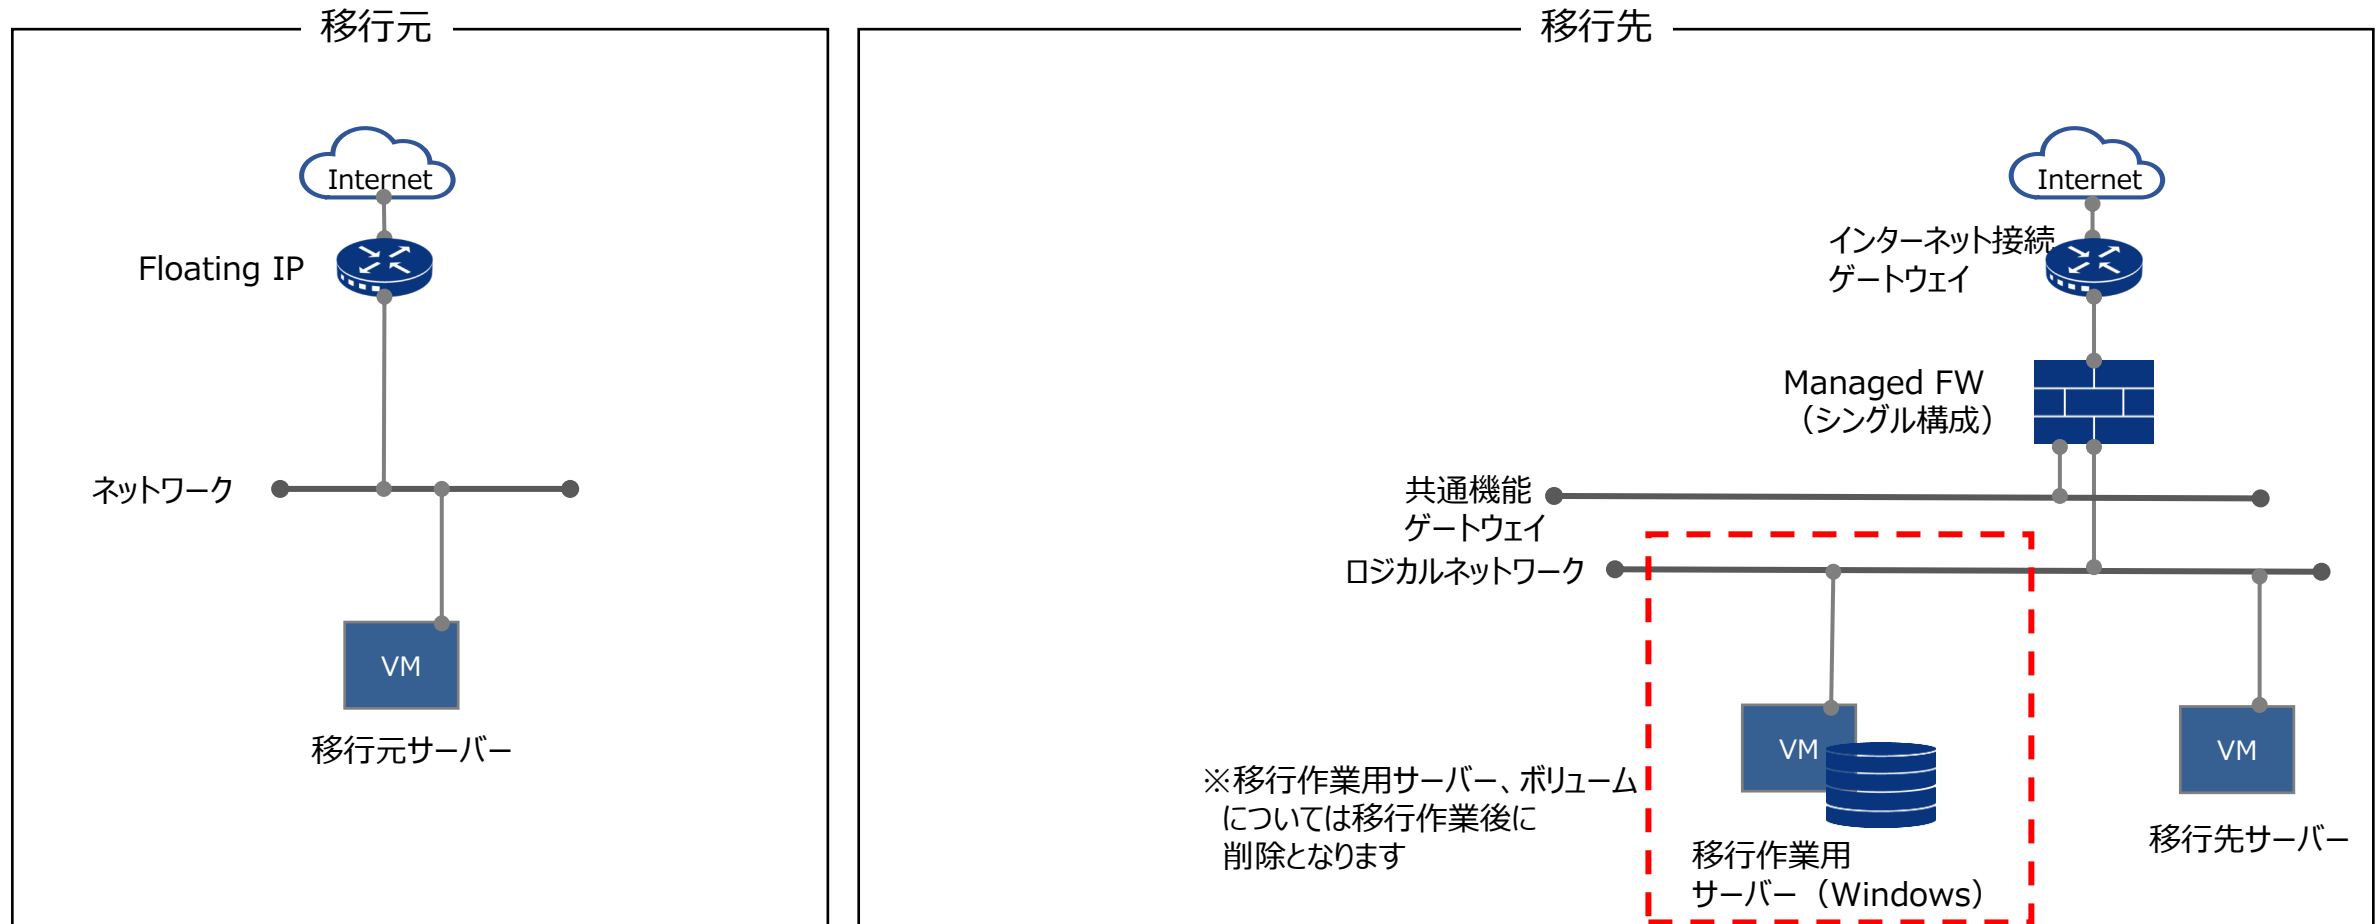 移行元
Internet
Floating IP
ネットワーク
VM
移行元サーバー
移行先
Internet
インターネット接続
ゲートウェイ
Managed FW
（シングル構成）
共通機能
ゲートウェイ
ロジカルネットワーク
VM
VM
※移行作業用サーバー、ボリューム
については移行作業後に
削除となります
移行作業用
サーバー（Windows）
移行先サーバー